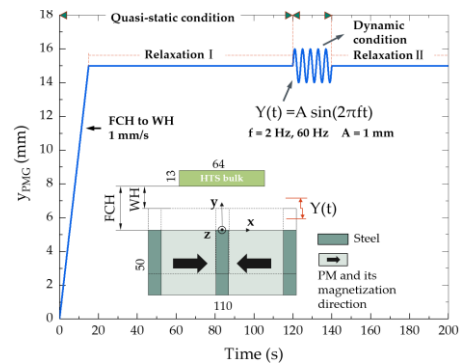 Quasi-static condition
Dynamic
condition
Relaxation I
Relaxation II
Y(t) =A sin(2πft)
f = 2 Hz, 60 Hz A = 1 mm
FCH to WH
1 mm/s
64
13
HTS bulk
FCH
WH
y
x
z
Y(t)
50
110
Steel
PM and its
magnetization
direction
18
16
14
12
10
8
6
4
2
0
0 20 40 60 80 100 120 140 160 180 200
yPMG (mm)
Time (s)